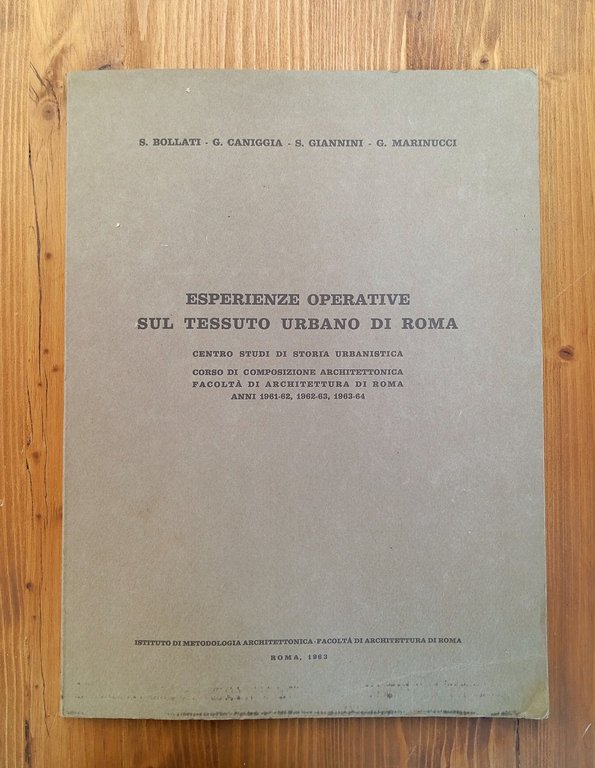 S. BOLLATI - G. CANIGGIA - S. GIANNINI - G. MARINUCCI
ESPERIENZE OPERATIVE
SUL TESSUTO URBANO DI ROMA
CENTRO STUDI DI STORIA URBANISTICA
CORSO DI COMPOSIZIONE ARCHITETTONICA
FACOLTÀ DI ARCHITETTURA DI ROMA
ANNI 1961-62, 1962-63, 1963-64
ISTITUTO DI METODOLOGIA ARCHITETTONICA - FACOLTÀ DI ARCHITETTURA DI ROMA
ROMA, 1963